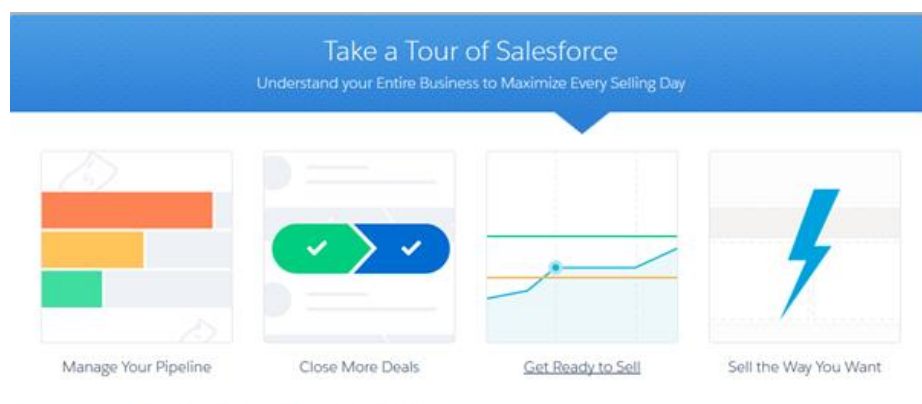 Take a Tour of Salesforce
Understand your Entire Business to Maximize Every Selling Day
Manage Your Pipeline
Close More Deals
Get Ready to Sell
Sell the Way You Want